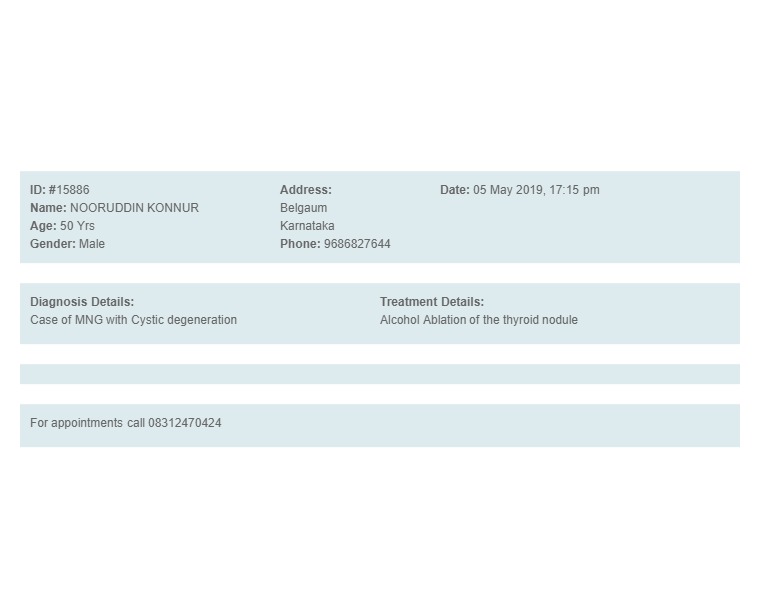 ID: #15886
Name: NOORUDDIN KONNUR
Age: 50 Yrs
Gender: Male
Address:
Belgaum
Karnataka
Phone: 9686827644
Date: 05 May 2019, 17:15 pm
Diagnosis Details:
Case of MNG with Cystic degeneration
Treatment Details:
Alcohol Ablation of the thyroid nodule
For appointments call 08312470424